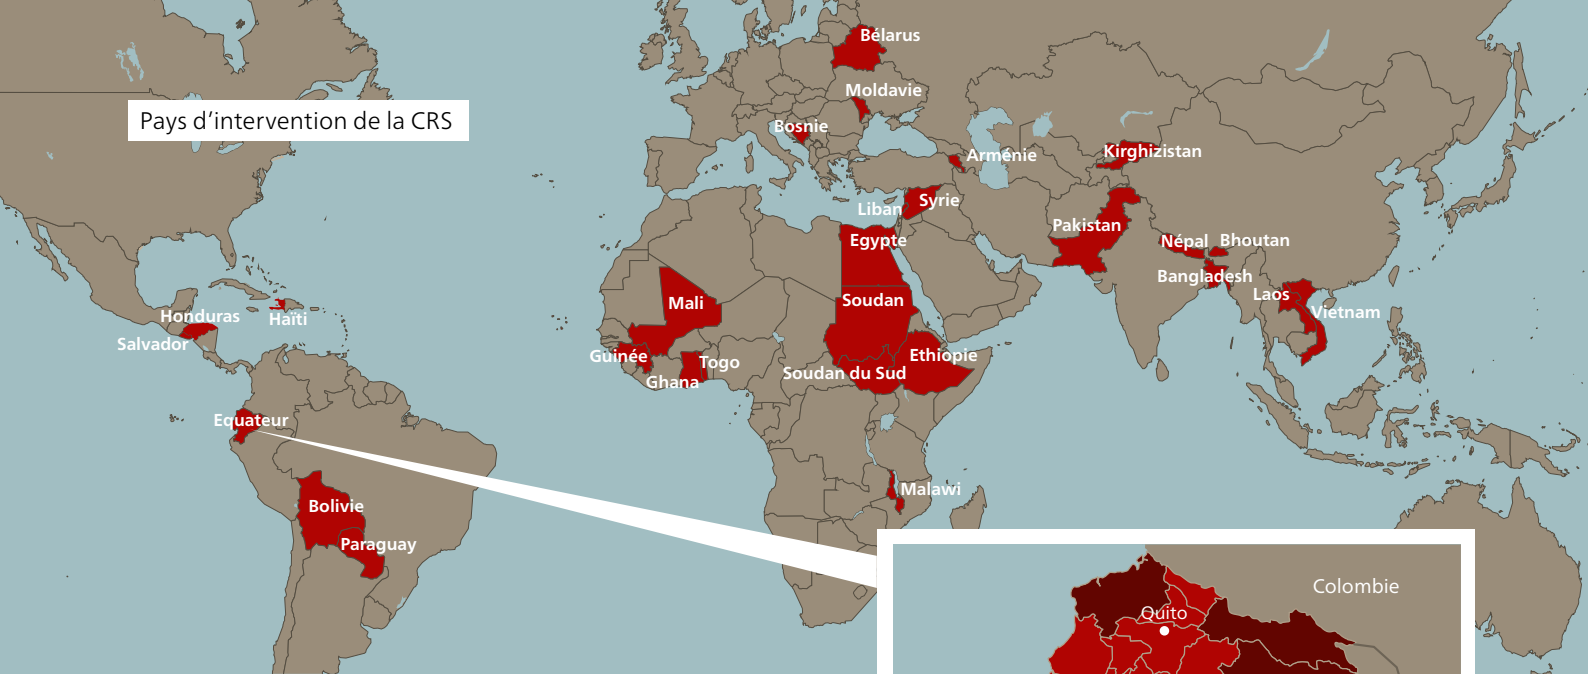 Pays d’intervention de la CRS
Bélarus
Moldavie
Bosnie
Arménie
Kirghizistan
Liban
Syrie
Pakistan
Egypte
Népal
Bhoutan
Bangladesh
Laos
Vietnam
Honduras
Haïti
Salvador
Mali
Soudan
Guinée
Togo
Ghana
Ethiopie
Soudan du Sud
Equateur
Malawi
Bolivie
Paraguay
Colombie
Quito